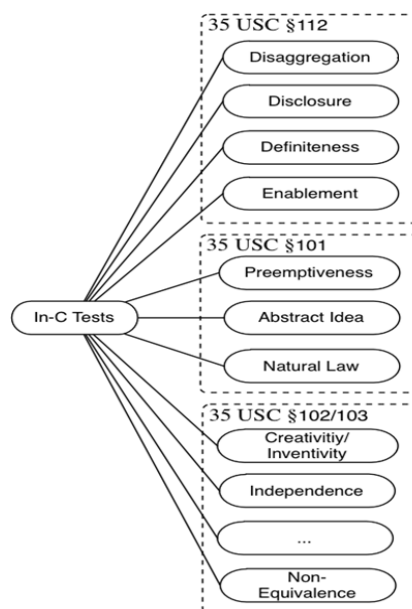 35 USC §112
Disaggregation
Disclosure
Definiteness
Enablement
35 USC §101
Preemptiveness
In-C Tests
Abstract Idea
Natural Law
35 USC §102/103
Creativitiy/
Inventivity
Independence
...
Non-
Equivalence